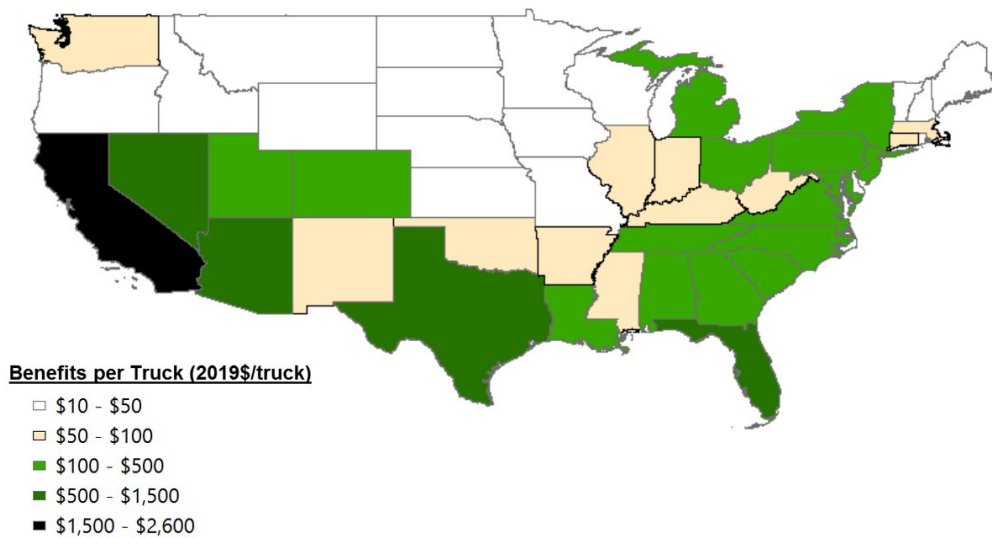 Benefits per Truck (2019$/truck)
$10 - $50
$50 - $100
$100 - $500
$500 - $1,500
$1,500 - $2,600